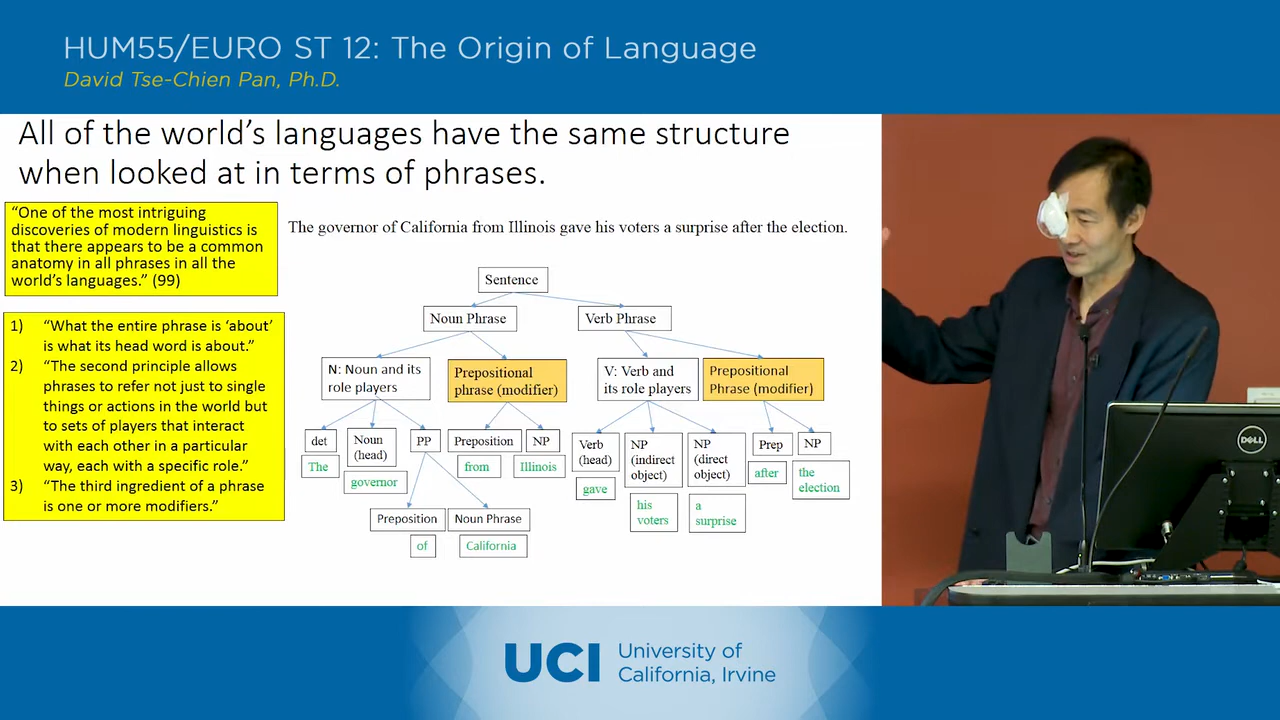 HUM55/EURO ST 12: The Origin of Language
David Tse-Chien Pan, Ph.D.
All of the world's languages have the same structure
when looked at in terms of phrases.
"One of the most intriguing
discoveries of modern linguistics is
that there appears to be a common
anatomy in all phrases in all the
world's languages." (99)
1) "What the entire phrase is 'about'
is what its head word is about."
2) "The second principle allows
phrases to refer not just to single
things or actions in the world but
to sets of players that interact
with each other in a particular
way, each with a specific role."
3) "The third ingredient of a phrase
is one or more modifiers."
The governor of California from Illinois gave his voters a surprise after the election.
Sentence
Noun Phrase
Verb Phrase
N: Noun and its
role players
Prepositional
phrase (modifier)
V: Verb and
its role players
Prepositional
Phrase (modifier)
det
Noun
(head)
PP
Preposition
NP
Verb
(head)
NP
(indirect
object)
NP
(direct
object)
Prep
NP
The
governor
from
Illinois
gave
his
voters
a
surprise
after
the
election
Preposition
Noun Phrase
of
California
DELL
UCI
University of
California, Irvine